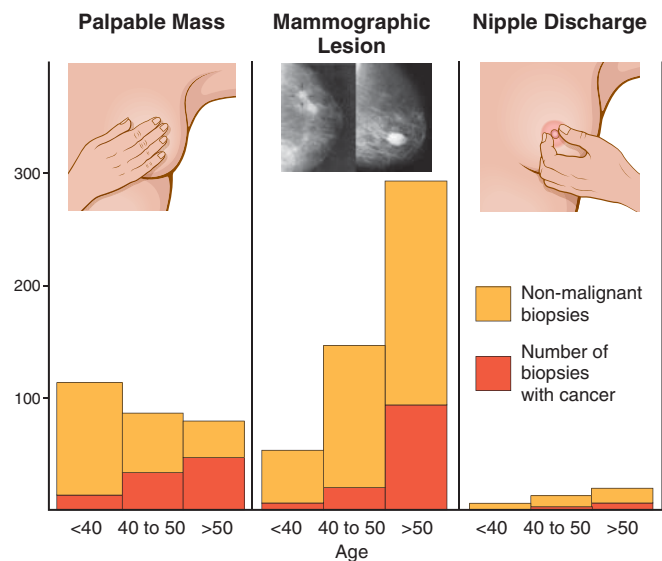 Palpable Mass
Mammographic
Lesion
Nipple Discharge
300
200
100
Non-malignant
biopsies
Number of
biopsies
with cancer
<40 40 to 50 >50
<40 40 to 50 >50
<40 40 to 50 >50
Age